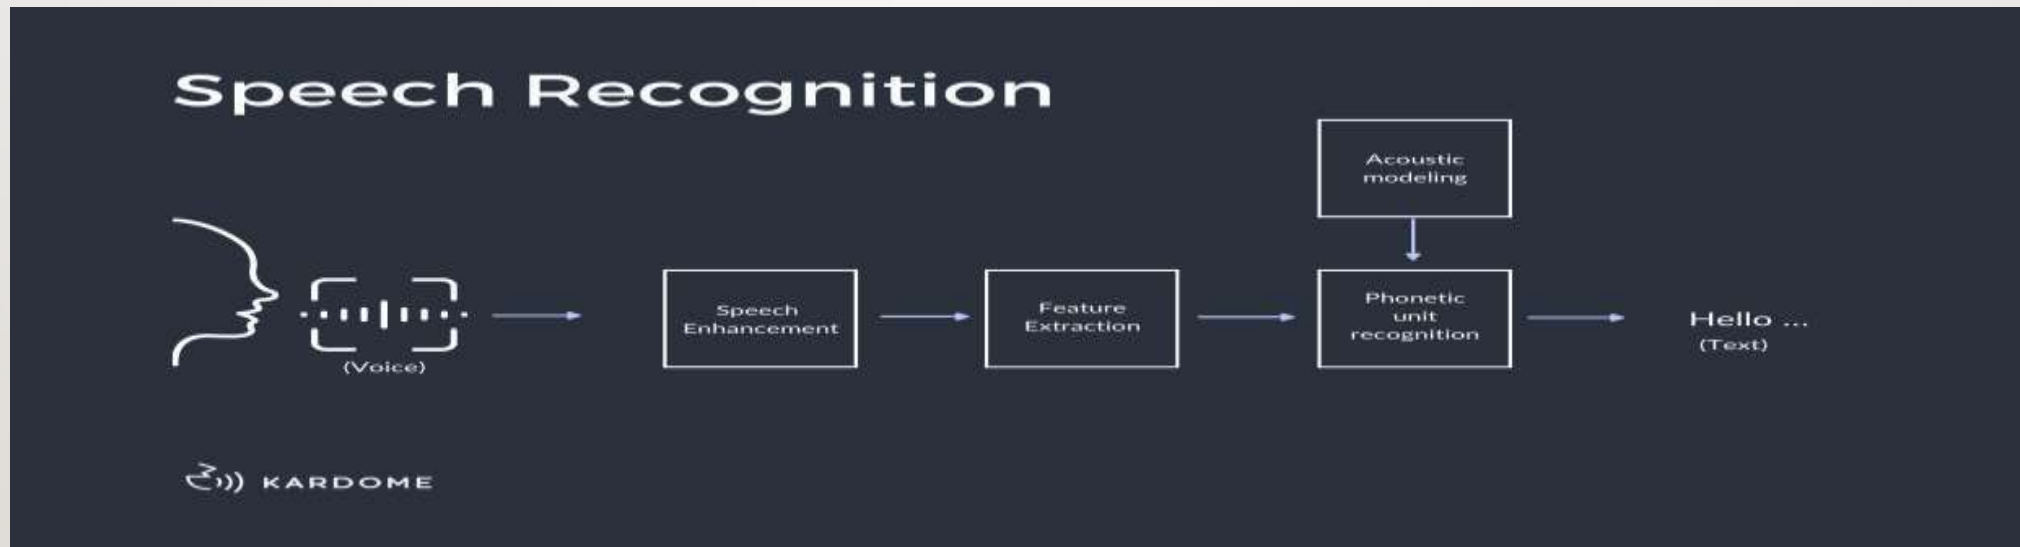 Speech Recognition
Acoustic
modeling
(Voice)
Speech
Enhancement
Feature
Extraction
Phonetic
unit
recognition
Hello ...
(Text)
KARDOME